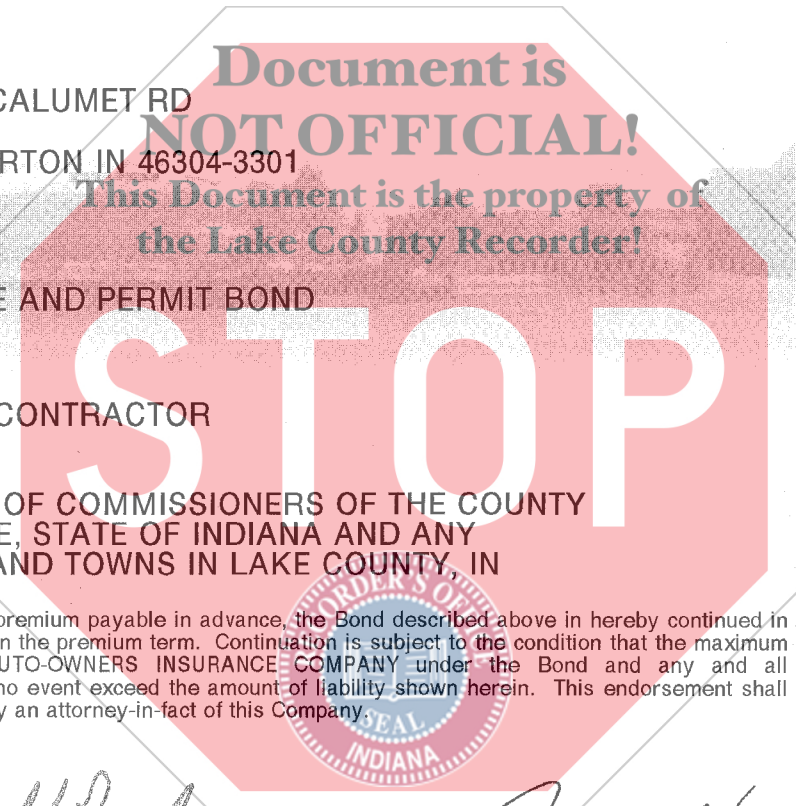 Document is
CALUMET RD
NOT OFFICIAL!
RTON IN 46304-3301
This Document is the property of
the Lake County Recorder!
E AND PERMIT BOND
STOP
CONTRACTOR
OF COMMISSIONERS OF THE COUNTY
E, STATE OF INDIANA AND ANY
AND TOWNS IN LAKE COUNTY, IN
premium payable in advance, the Bond described above in hereby continued in
n the premium term. Continuation is subject to the condition that the maximum
UTO-OWNERS INSURANCE COMPANY under the Bond and any and all
no event exceed the amount of liability shown herein. This endorsement shall
y an attorney-in-fact of this Company.
ORDER'S OFFICE
SEAL
INDIANA